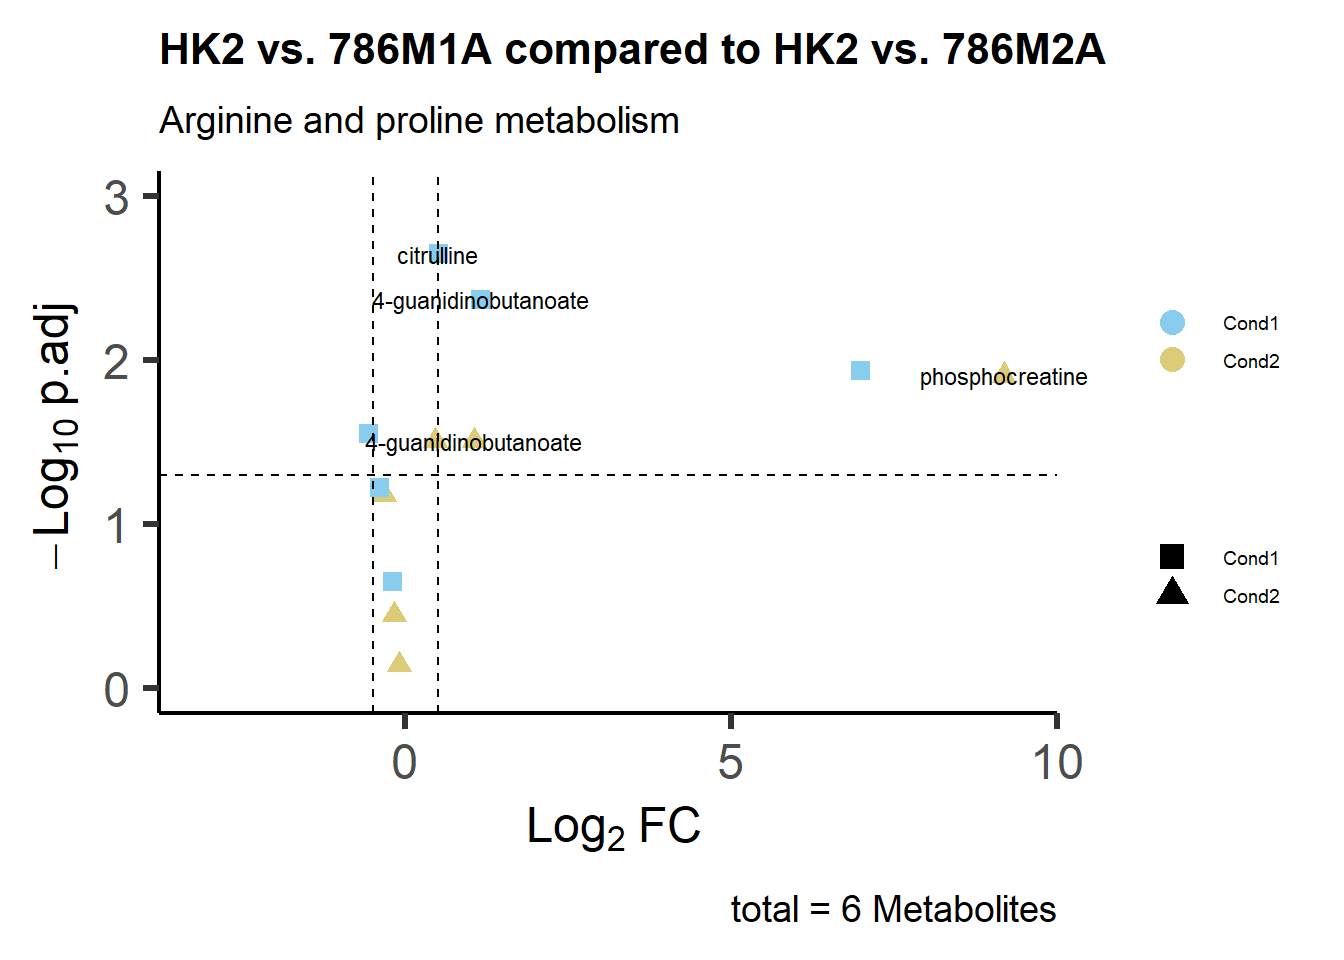 HK2 vs. 786M1A compared to HK2 vs. 786M2A
Arginine and proline metabolism
3
2
1
0
−Log10 p.adj
citrulline
4-guanidinobutanoate
phosphocreatine
4-guanidinobutanoate
Cond1
Cond2
Cond1
Cond2
0 5 10
Log2 FC
total = 6 Metabolites